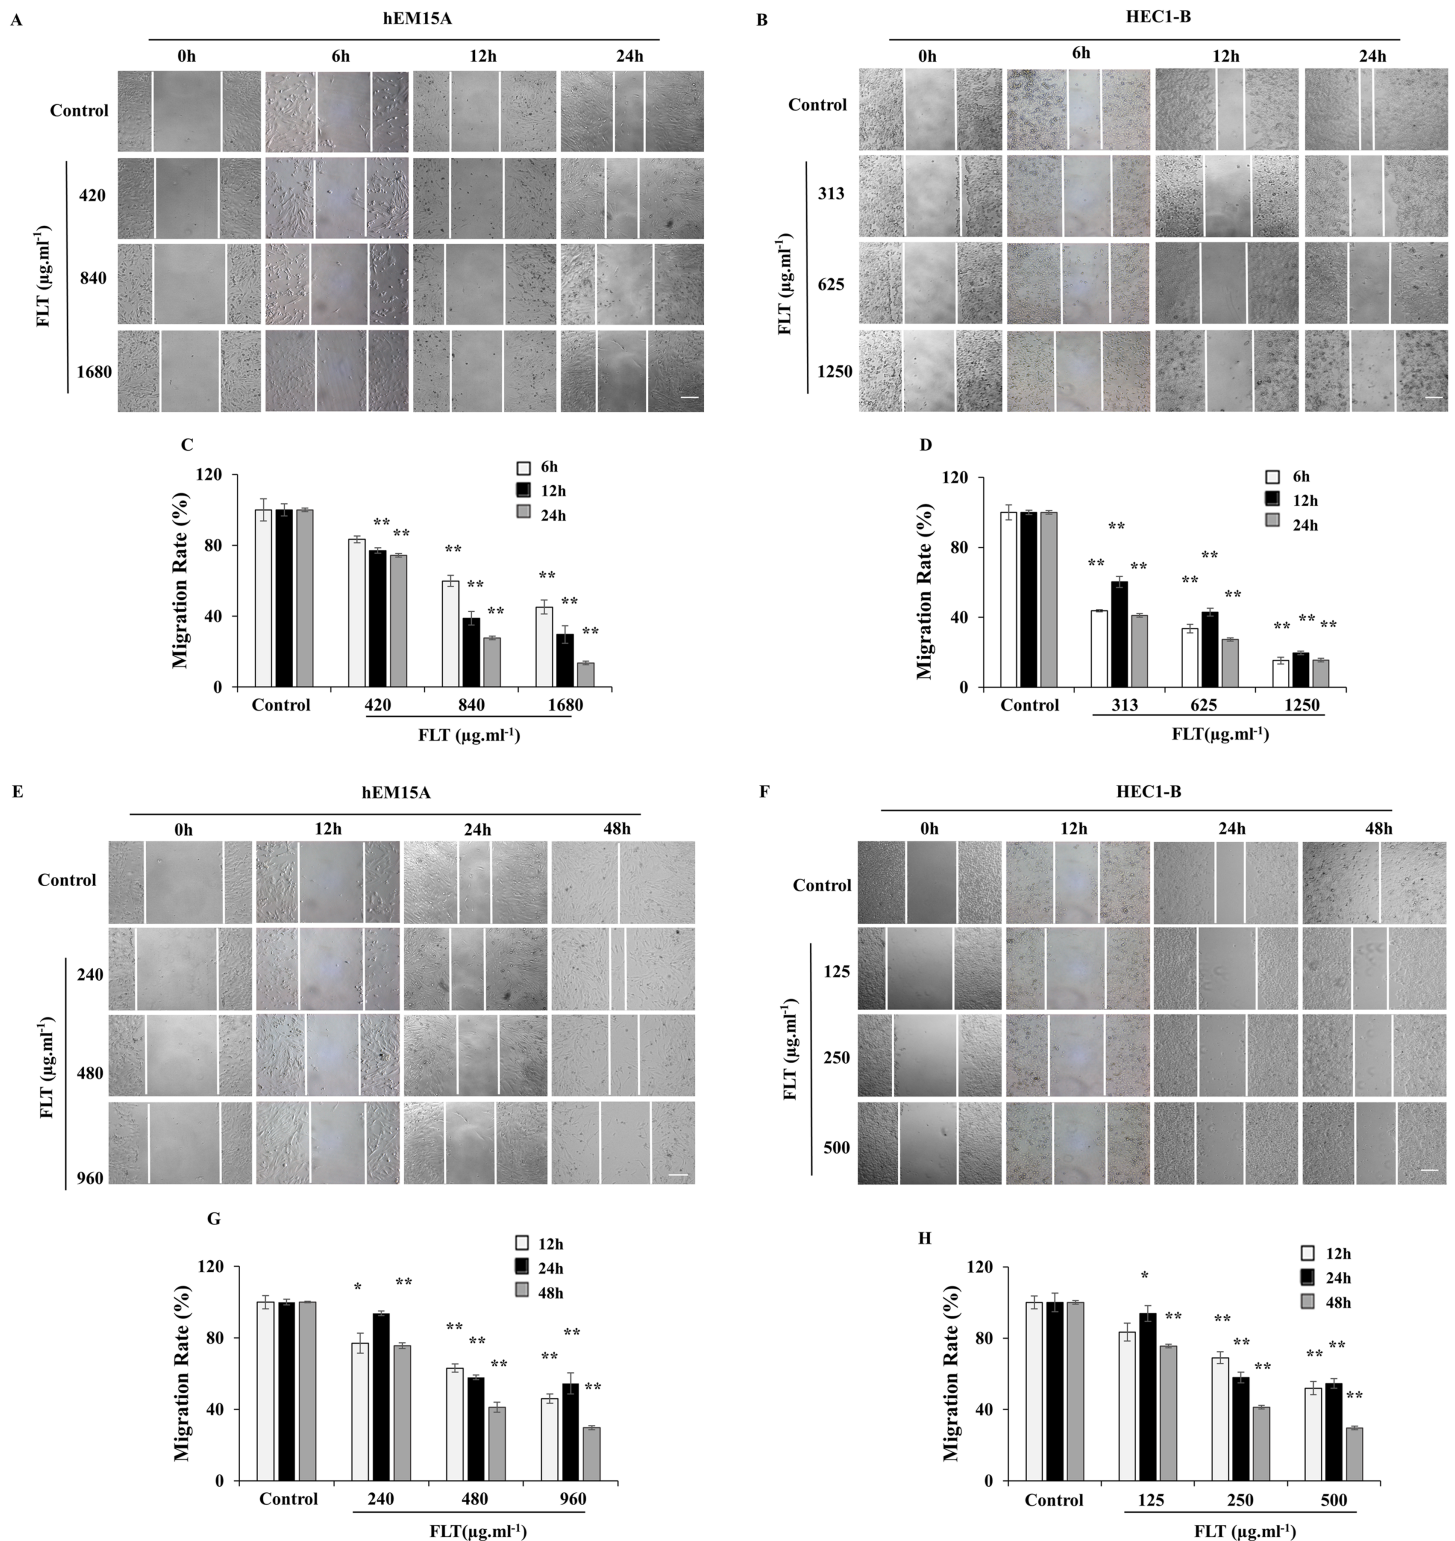 A
hEM15A
0h 6h 12h 24h
Control
420
840
1680
FLT (µg.ml-1)
B
HEC1-B
0h 6h 12h 24h
Control
313
625
1250
FLT (µg.ml-1)
C
Migration Rate (%)
120
80
40
0
6h
12h
24h
** **
** ** **
** ** **
Control 420 840 1680
FLT (µg.ml-1)
D
Migration Rate (%)
120
80
40
0
6h
12h
24h
** ** **
** ** **
** ** **
Control 313 625 1250
FLT(µg.ml-1)
E
hEM15A
0h 12h 24h 48h
Control
240
480
960
FLT (µg.ml-1)
F
HEC1-B
0h 12h 24h 48h
Control
125
250
500
FLT (µg.ml-1)
G
Migration Rate (%)
120
80
40
0
12h
24h
48h
* **
** ** **
** ** **
Control 240 480 960
FLT(µg.ml-1)
H
Migration Rate (%)
120
80
40
0
12h
24h
48h
* **
** ** **
** ** **
Control 125 250 500
FLT (µg.ml-1)